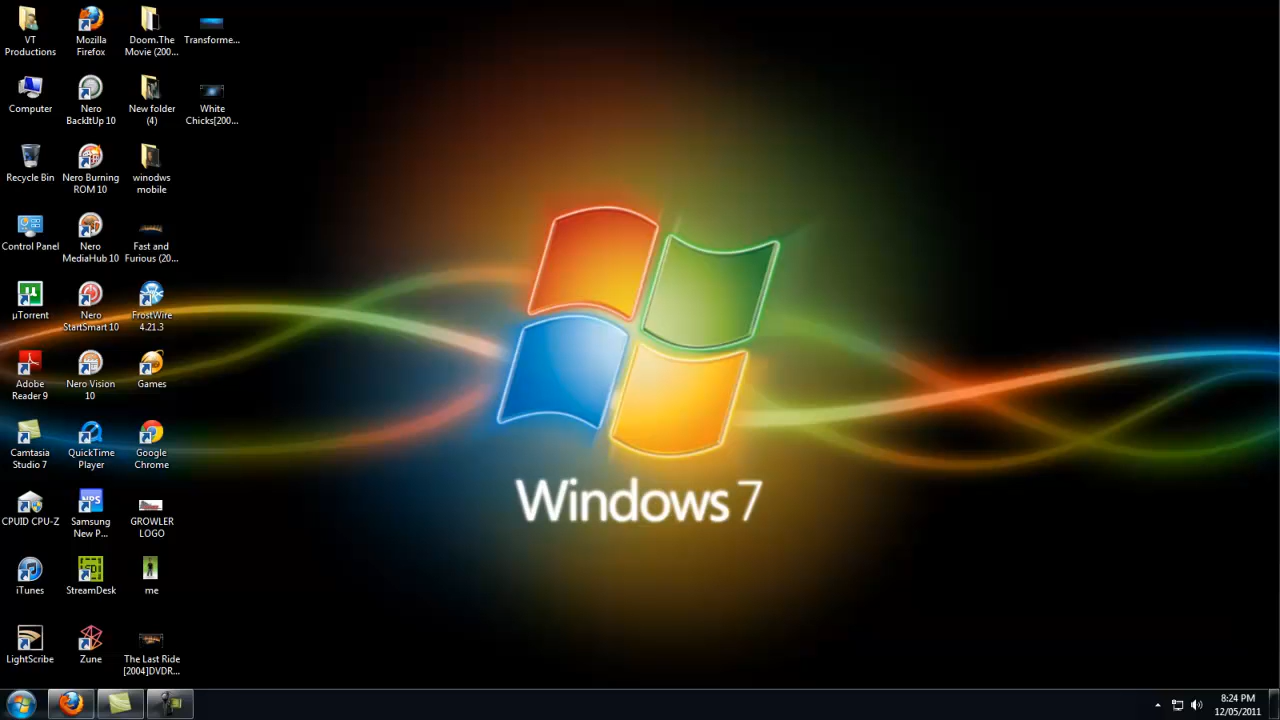 VT
Productions
Mozilla
Firefox
Doom.The
Movie (200...
Transforme...
Computer
Nero
BackItUp 10
New folder
(4)
White
Chicks[200...
Recycle Bin
Nero Burning
ROM 10
winodws
mobile
Control Panel
Nero
MediaHub 10
Fast and
Furious (20...
µTorrent
Nero
StartSmart 10
FrostWire
4.21.3
Adobe
Reader 9
Nero Vision
10
Games
Camtasia
Studio 7
QuickTime
Player
Google
Chrome
CPUID CPU-Z
Samsung
New P...
GROWLER
LOGO
iTunes
StreamDesk
me
LightScribe
Zune
The Last Ride
[2004]DVDR...
Windows 7
8:24 PM
12/05/2011